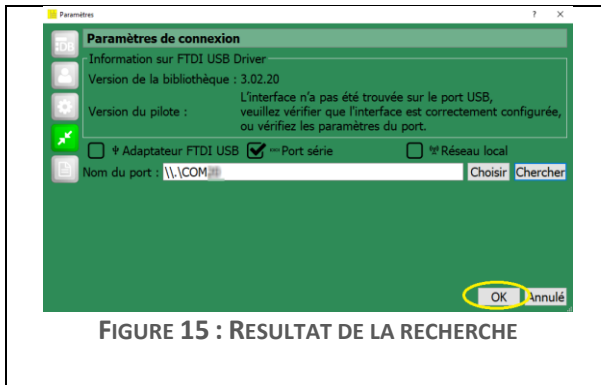 Paramètres
? ×
Paramètres de connexion
Information sur FTDI USB Driver
Version de la bibliothèque : 3.02.20
Version du pilote : L'interface n'a pas été trouvée sur le port USB,
veuillez vérifier que l'interface est correctement configurée,
ou vérifiez les paramètres du port.
Adaptateur FTDI USB Port série Réseau local
Nom du port : \\.\COM Choisir Chercher
OK Annulé
FIGURE 15 : RESULTAT DE LA RECHERCHE